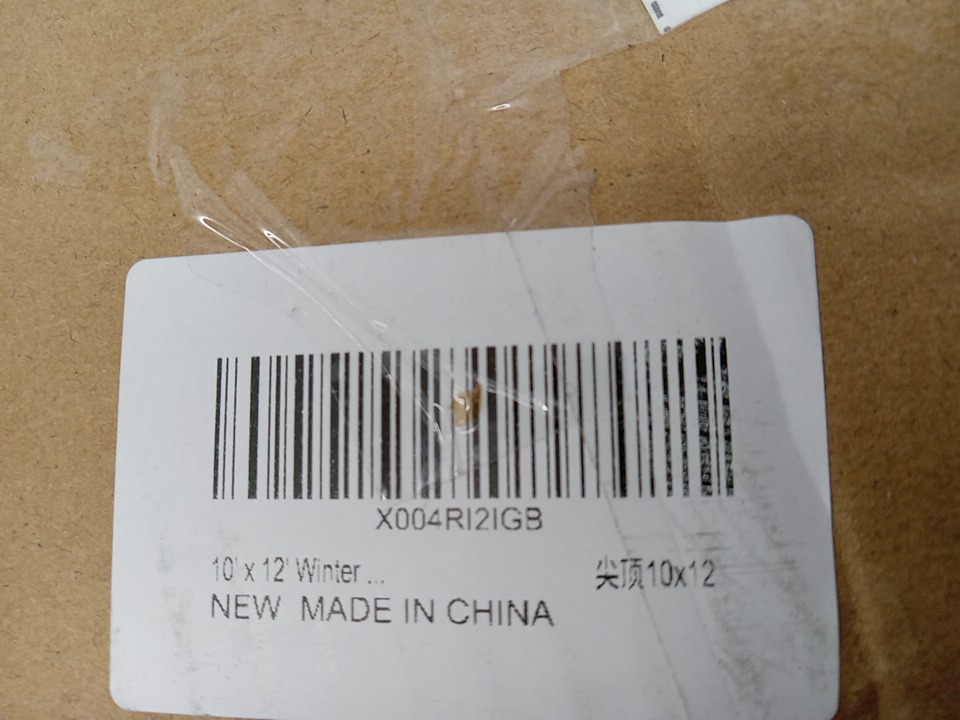 X004RI2IGB
10' x 12' Winter ... 尖顶10x12
NEW MADE IN CHINA